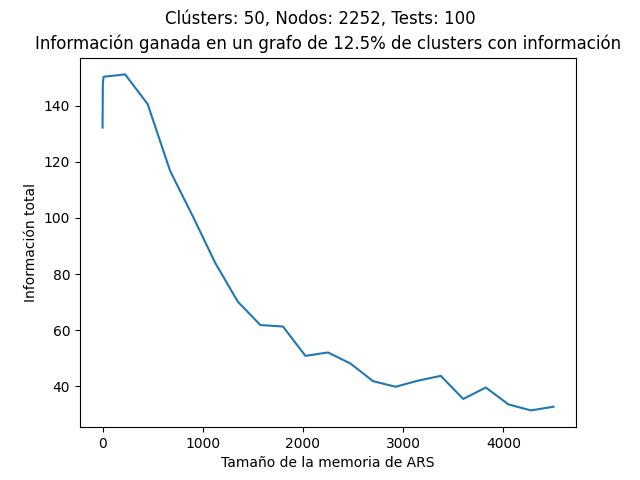 Clústers: 50, Nodos: 2252, Tests: 100
Información ganada en un grafo de 12.5% de clusters con información
140
120
100
80
60
40
Información total
0 1000 2000 3000 4000
Tamaño de la memoria de ARS